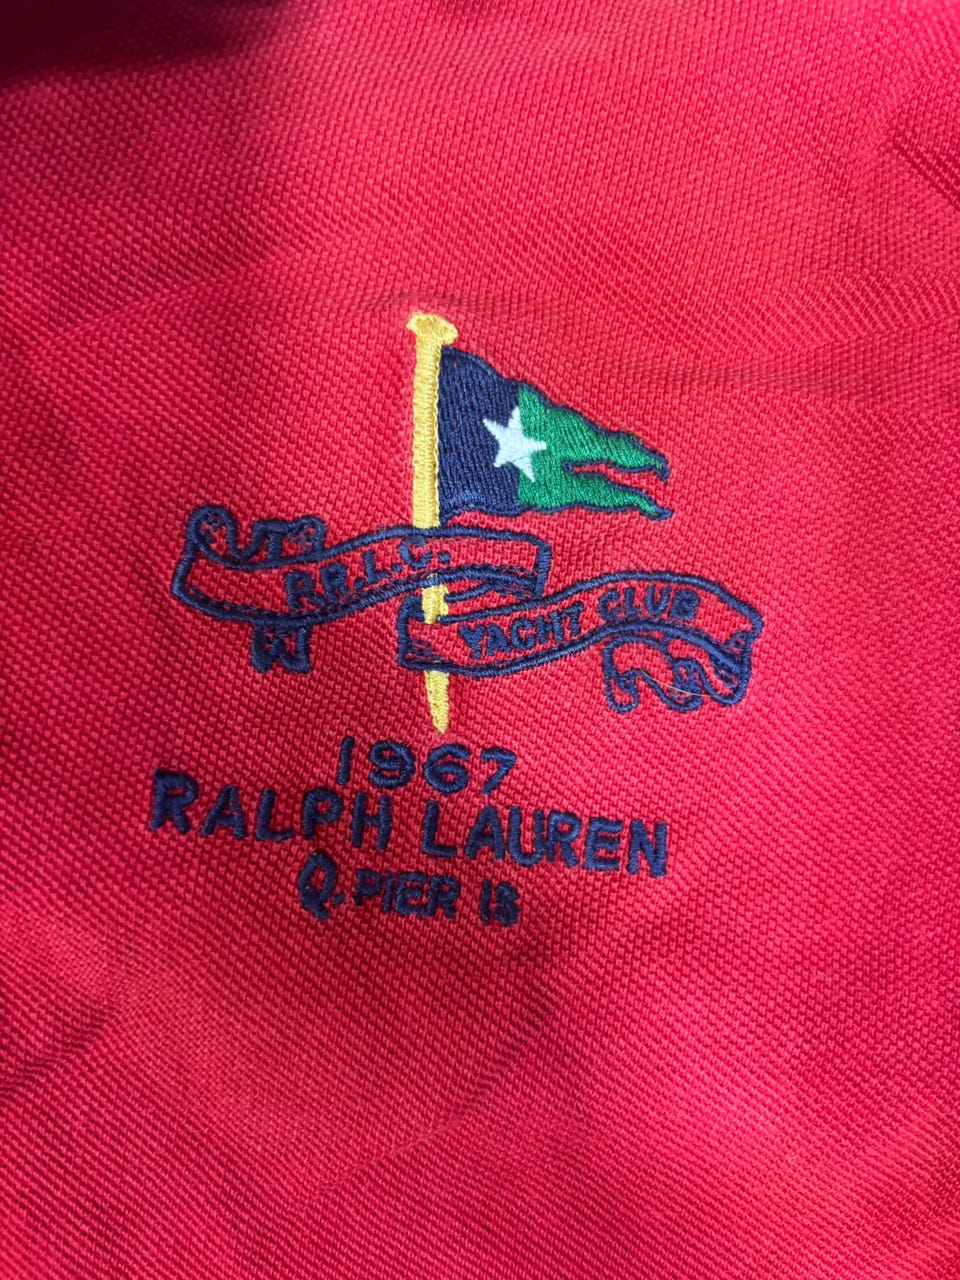 P.R.L.C.
YACHT CLUB
1967
RALPH LAUREN
Q. PIER 18